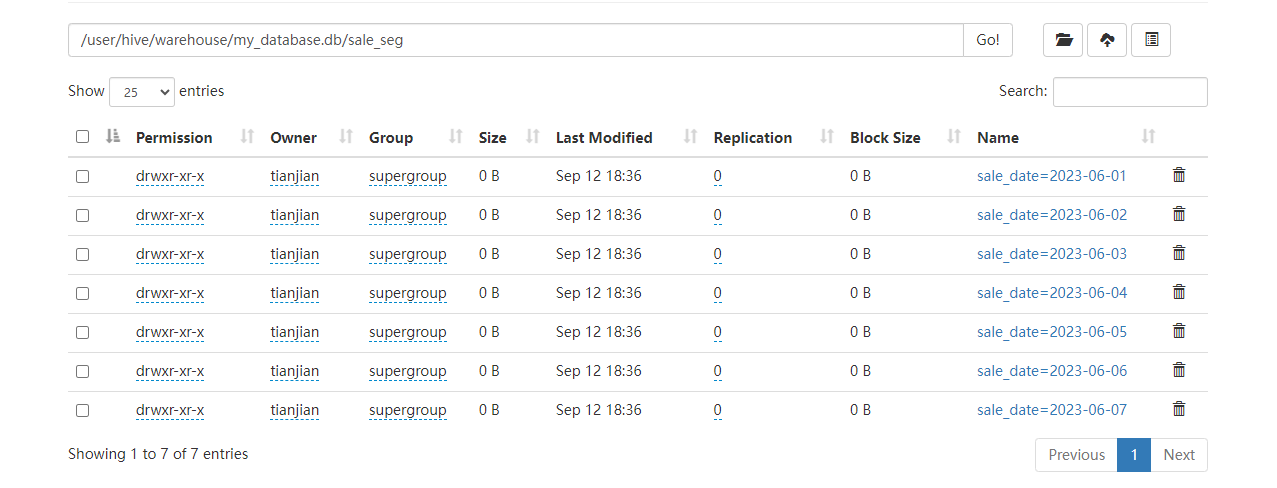 /user/hive/warehouse/my_database.db/sale_seg Go!
Show 25 entries Search:
Permission Owner Group Size Last Modified Replication Block Size Name
drwxr-xr-x tianjian supergroup 0 B Sep 12 18:36 0 0 B sale_date=2023-06-01
drwxr-xr-x tianjian supergroup 0 B Sep 12 18:36 0 0 B sale_date=2023-06-02
drwxr-xr-x tianjian supergroup 0 B Sep 12 18:36 0 0 B sale_date=2023-06-03
drwxr-xr-x tianjian supergroup 0 B Sep 12 18:36 0 0 B sale_date=2023-06-04
drwxr-xr-x tianjian supergroup 0 B Sep 12 18:36 0 0 B sale_date=2023-06-05
drwxr-xr-x tianjian supergroup 0 B Sep 12 18:36 0 0 B sale_date=2023-06-06
drwxr-xr-x tianjian supergroup 0 B Sep 12 18:36 0 0 B sale_date=2023-06-07
Showing 1 to 7 of 7 entries Previous 1 Next